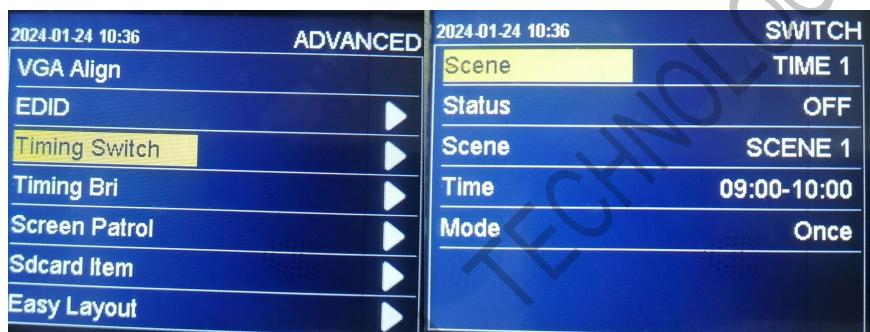 2024-01-24 10:36 ADVANCED
VGA Align
EDID
Timing Switch
Timing Bri
Screen Patrol
Sdcard Item
Easy Layout
2024-01-24 10:36 SWITCH
Scene TIME 1
Status OFF
Scene SCENE 1
Time 09:00-10:00
Mode Once
TECHNOLOG